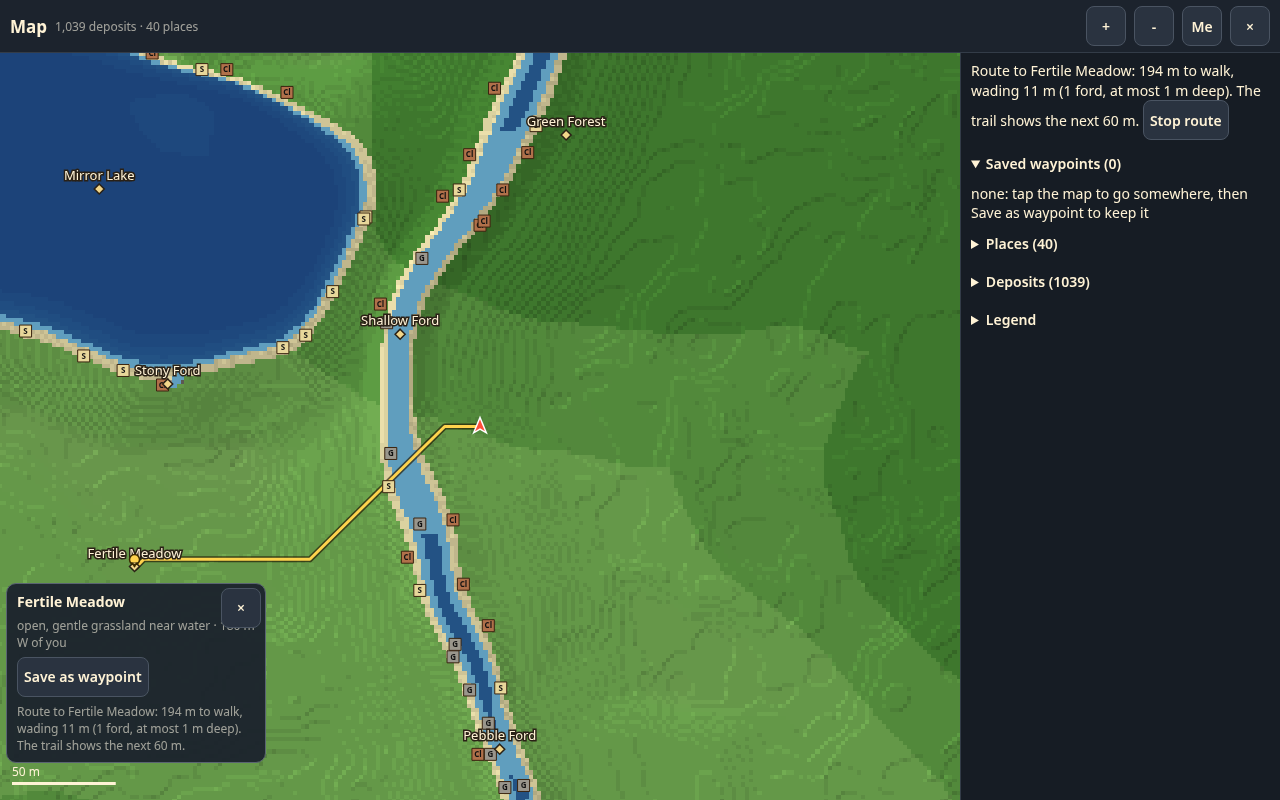 Map 1,039 deposits · 40 places
+ - Me ×
Route to Fertile Meadow: 194 m to walk,
wading 11 m (1 ford, at most 1 m deep). The
trail shows the next 60 m. Stop route
▼ Saved waypoints (0)
none: tap the map to go somewhere, then
Save as waypoint to keep it
▶ Places (40)
▶ Deposits (1039)
▶ Legend
Mirror Lake
Green Forest
Shallow Ford
Stony Ford
Fertile Meadow
Pebble Ford
Fertile Meadow ×
open, gentle grassland near water ·
W of you
Save as waypoint
Route to Fertile Meadow: 194 m to walk,
wading 11 m (1 ford, at most 1 m deep).
The trail shows the next 60 m.
50 m